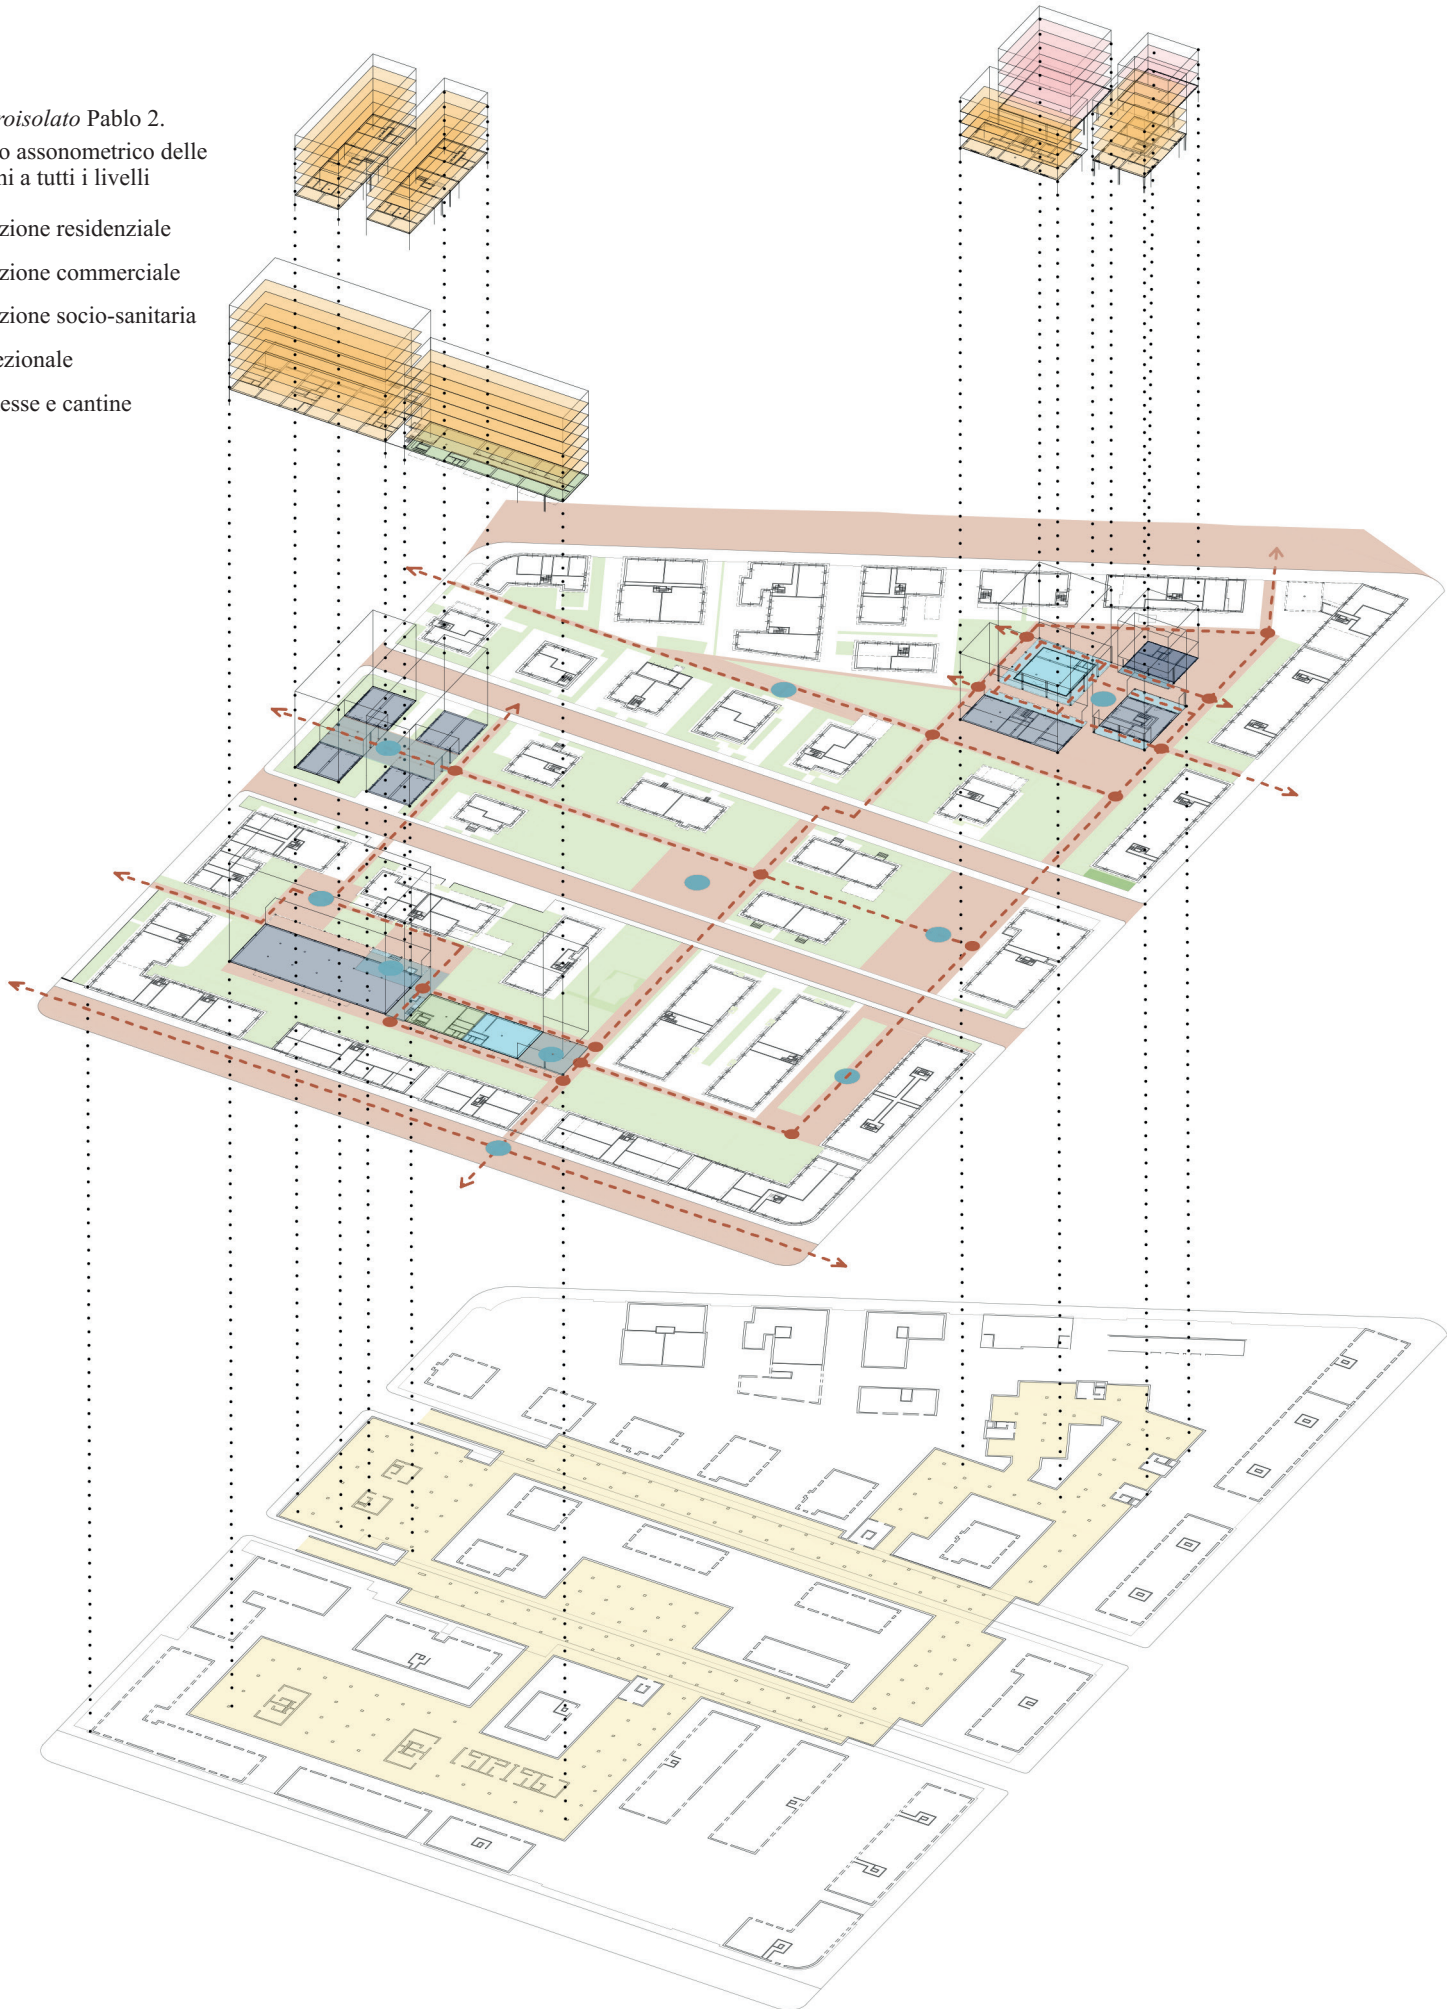 roisolato Pablo 2.
o assonometrico delle
ni a tutti i livelli
zione residenziale
zione commerciale
zione socio-sanitaria
ezionale
esse e cantine